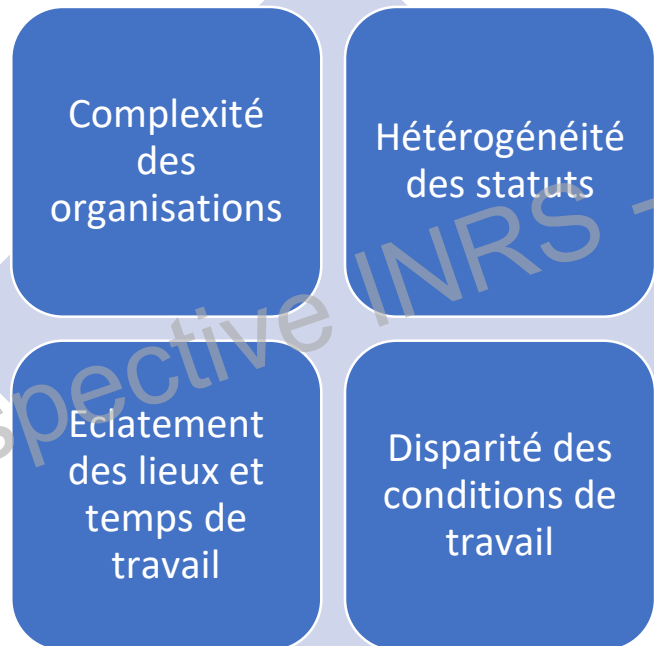 Complexité
des
organisations
Hétérogénéité
des statuts
Eclatement
des lieux et
temps de
travail
Disparité des
conditions de
travail
spective INRS -